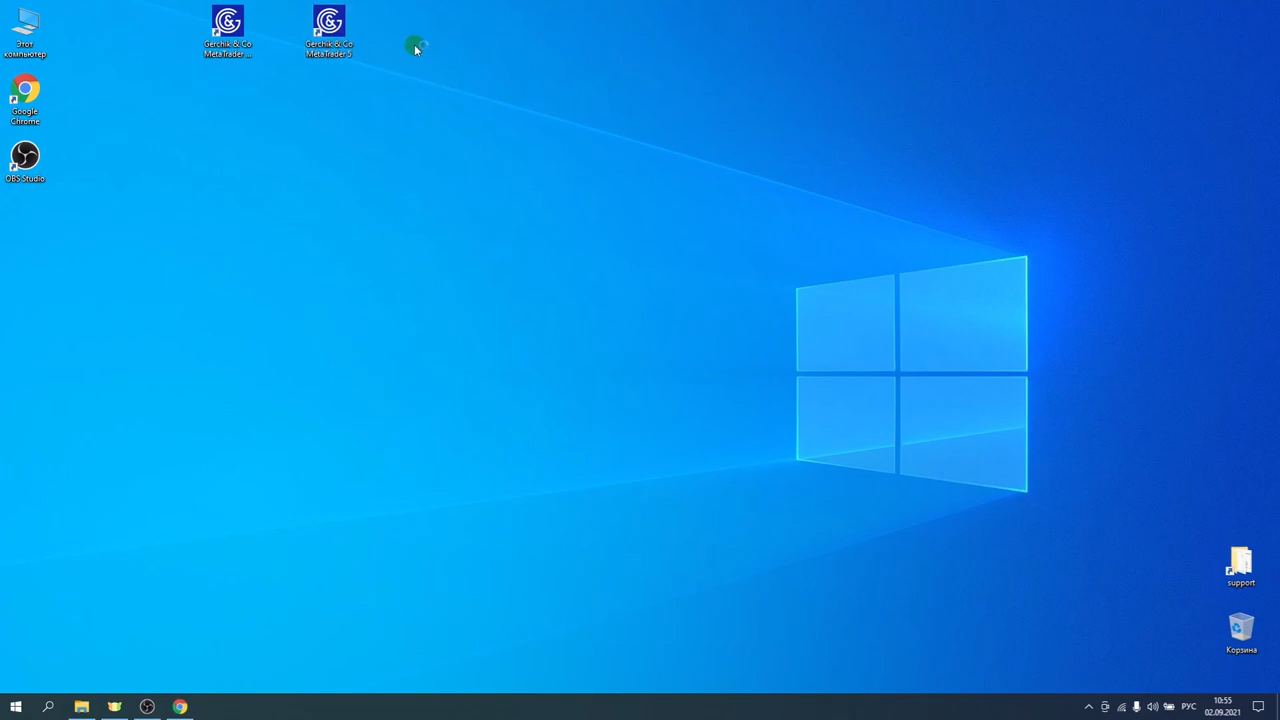 Этот
компьютер
Gerchik & Co
MetaTrader ...
Gerchik & Co
MetaTrader 5
Google
Chrome
OBS Studio
support
Корзина
РУС
10:55
02.09.2021